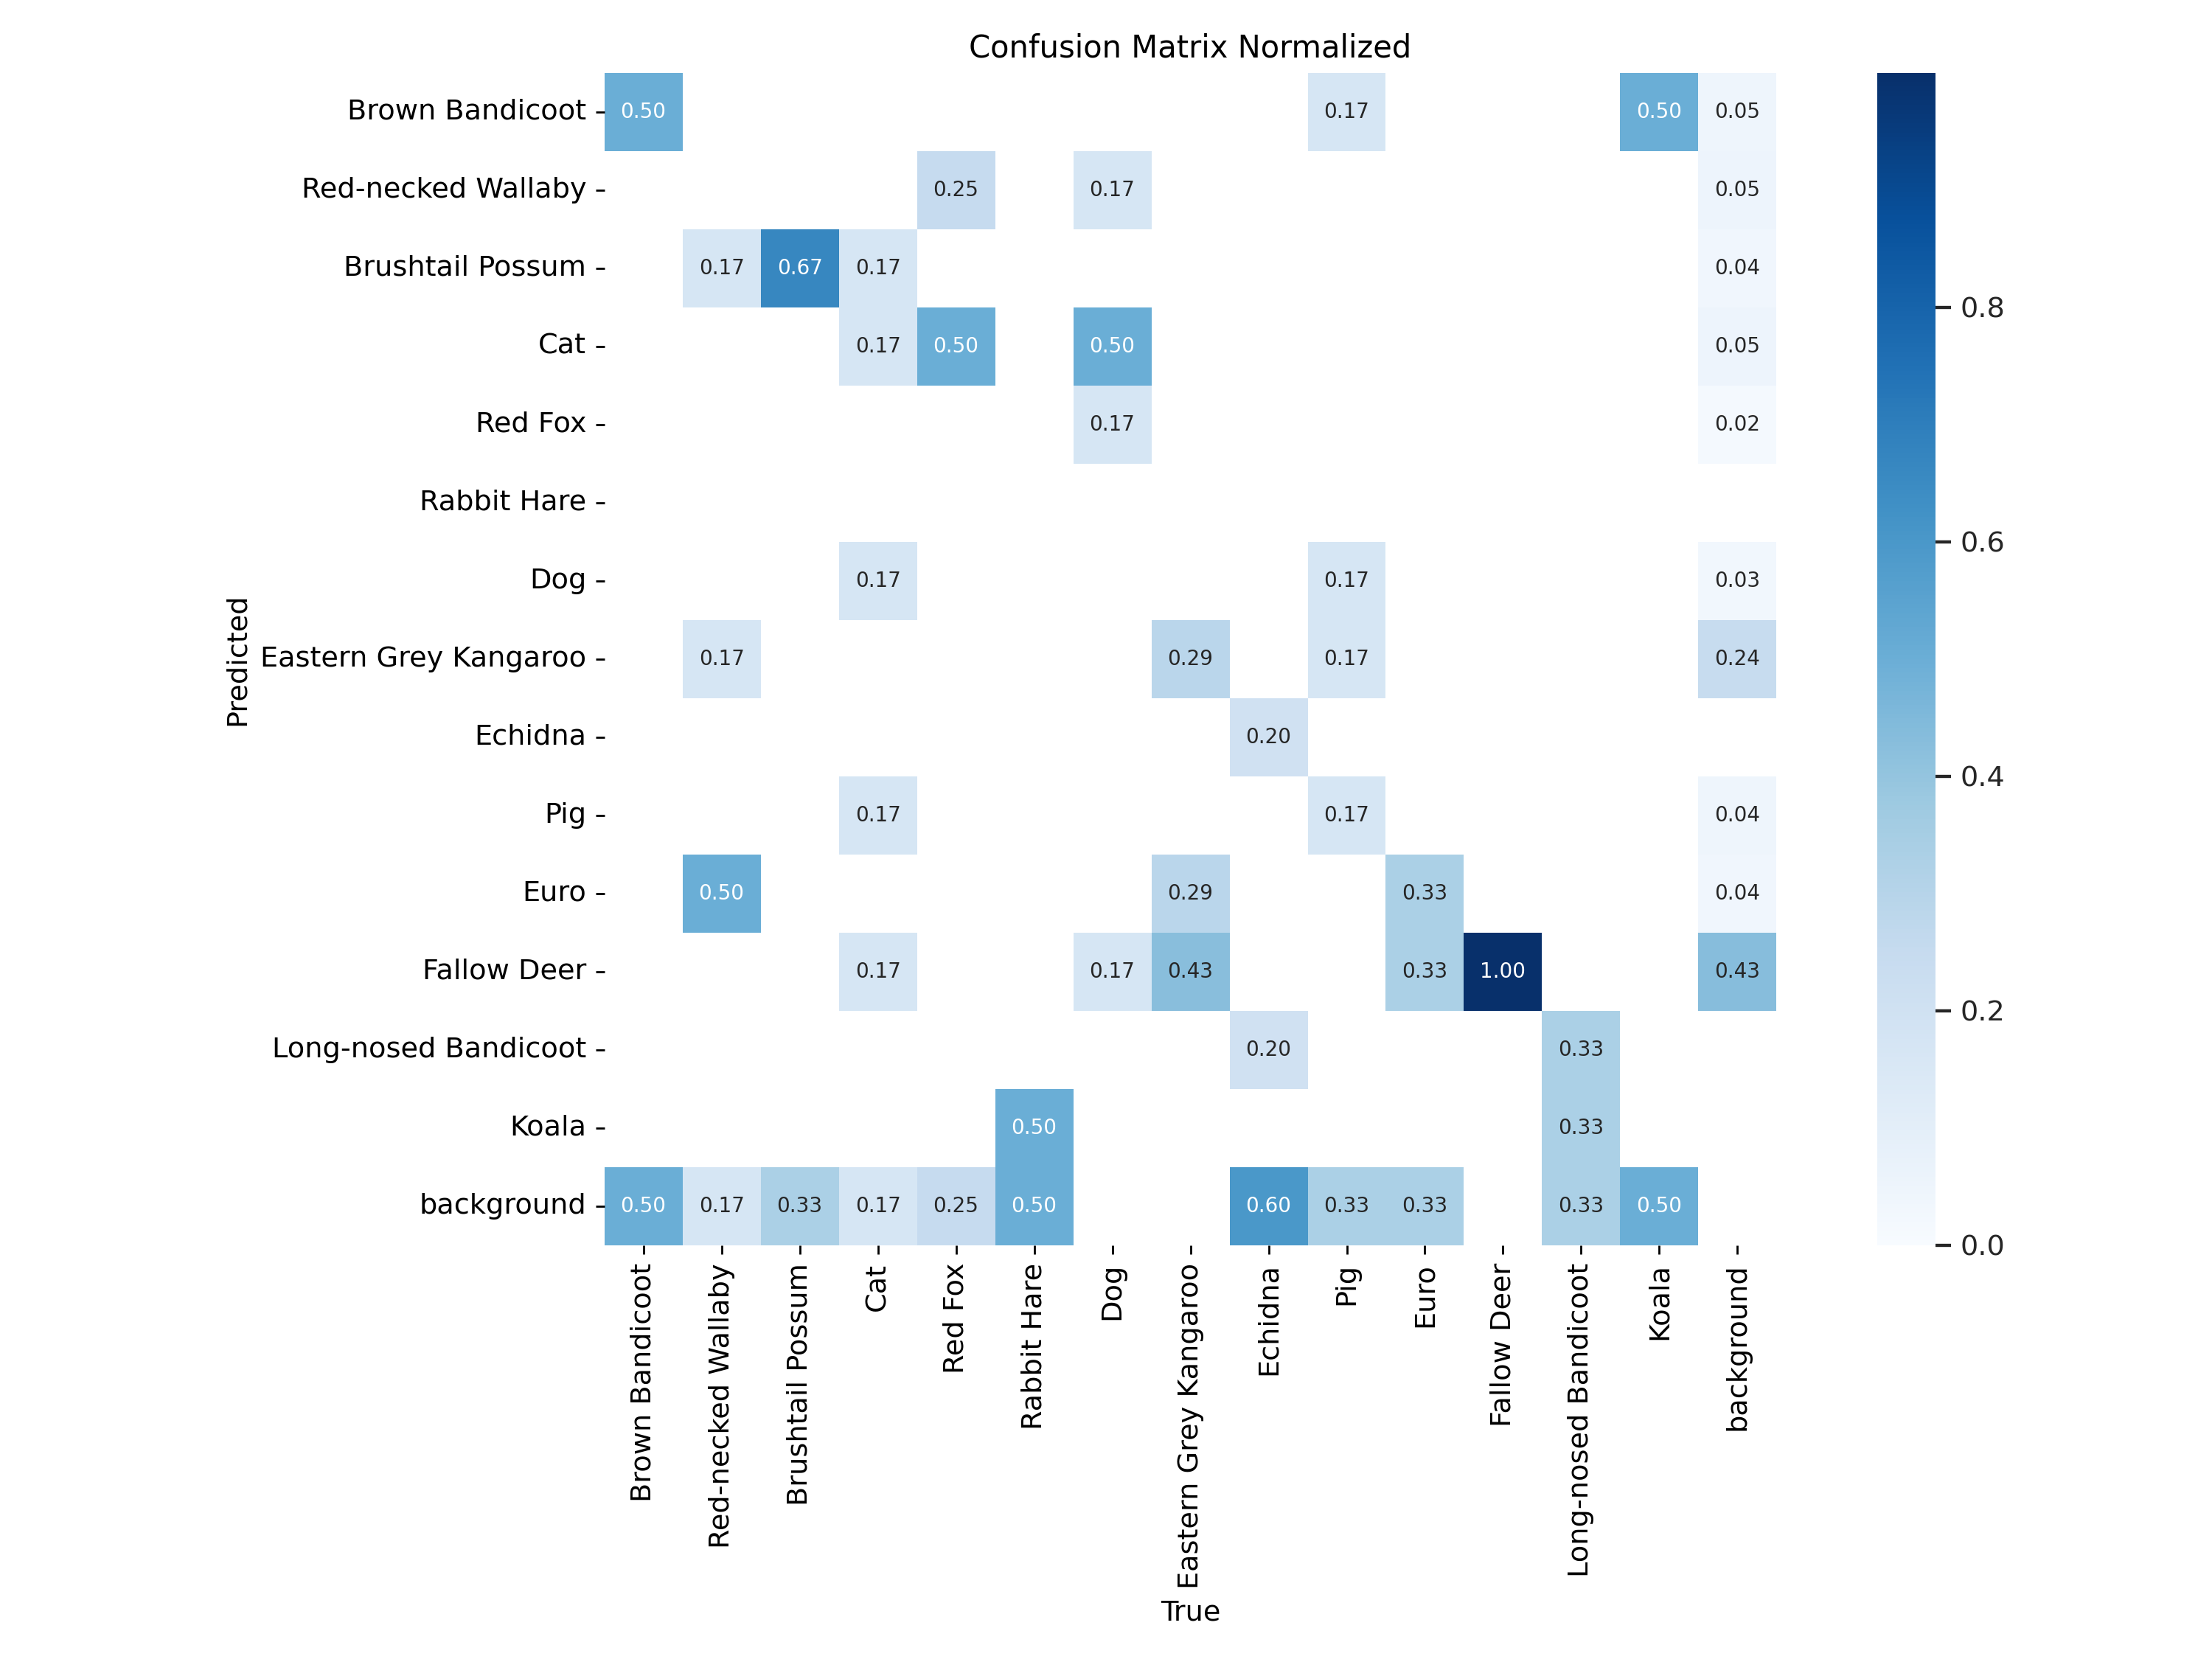 Confusion Matrix Normalized
Brown Bandicoot 0.50 0.17 0.50 0.05
Red-necked Wallaby 0.25 0.17 0.05
Brushtail Possum 0.17 0.67 0.17 0.04
0.8
Cat 0.17 0.50 0.50 0.05
Red Fox 0.17 0.02
Rabbit Hare
0.6
Dog 0.17 0.17 0.03
Predicted
Eastern Grey Kangaroo 0.17 0.29 0.17 0.24
Echidna 0.20
0.4
Pig 0.17 0.17 0.04
Euro 0.50 0.29 0.33 0.04
Fallow Deer 0.17 0.17 0.43 0.33 1.00 0.43
0.2
Long-nosed Bandicoot 0.20 0.33
Koala 0.50 0.33
background 0.50 0.17 0.33 0.17 0.25 0.50 0.60 0.33 0.33 0.33 0.50
0.0
Brown Bandicoot
Red-necked Wallaby
Brushtail Possum
Cat
Red Fox
Rabbit Hare
Dog
Eastern Grey Kangaroo
Echidna
Pig
Euro
Fallow Deer
Long-nosed Bandicoot
Koala
background
True